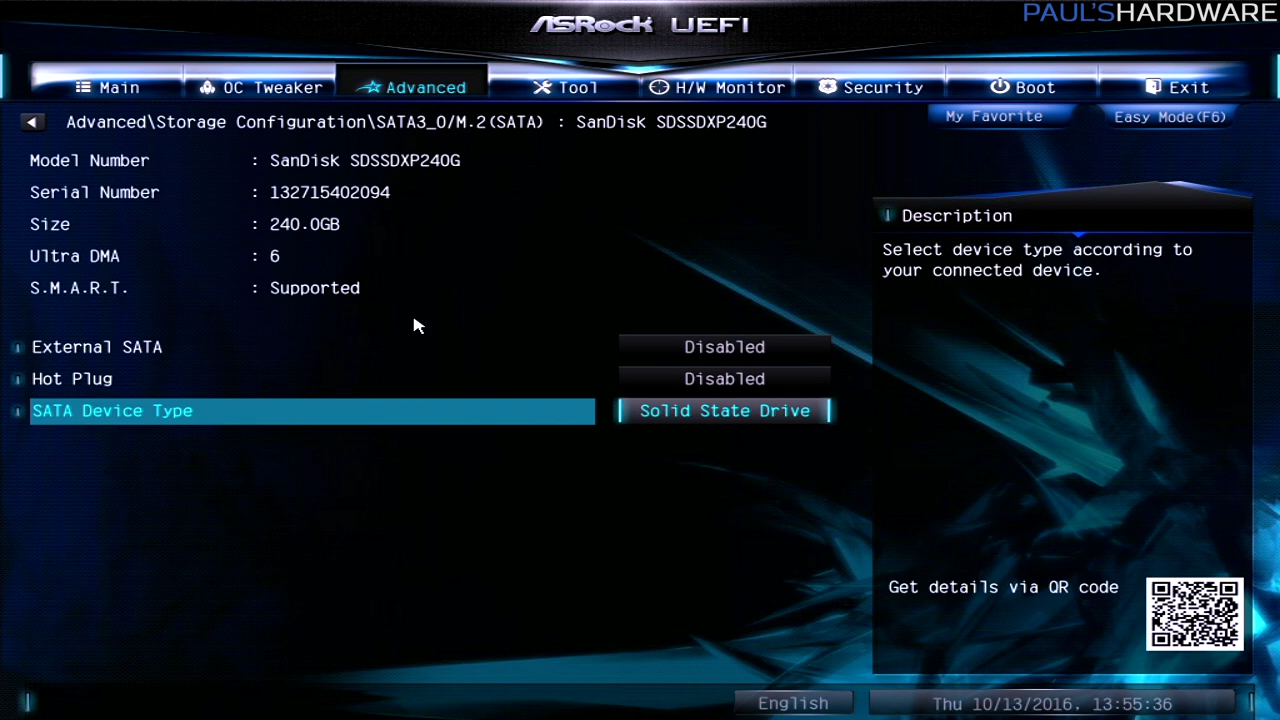 PAUL'SHARDWARE
ASRock UEFI
Main OC Tweaker Advanced Tool H/W Monitor Security Boot Exit
My Favorite Easy Mode(F6)
Advanced\Storage Configuration\SATA3_0/M.2(SATA) : SanDisk SDSSDXP240G
Model Number : SanDisk SDSSDXP240G
Serial Number : 132715402094
Size : 240.0GB
Ultra DMA : 6
S.M.A.R.T. : Supported
External SATA Disabled
Hot Plug Disabled
SATA Device Type Solid State Drive
Description
Select device type according to
your connected device.
Get details via QR code
English Thu 10/13/2016. 13:55:36